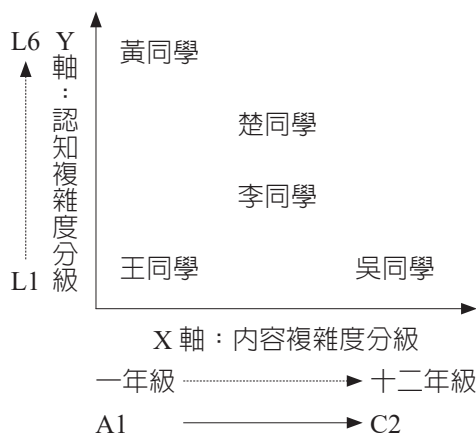 L6 Y軸：認知複雜度分級
L1
黃同學
楚同學
李同學
王同學 吳同學
X 軸：內容複雜度分級
一年級 十二年級
A1 C2